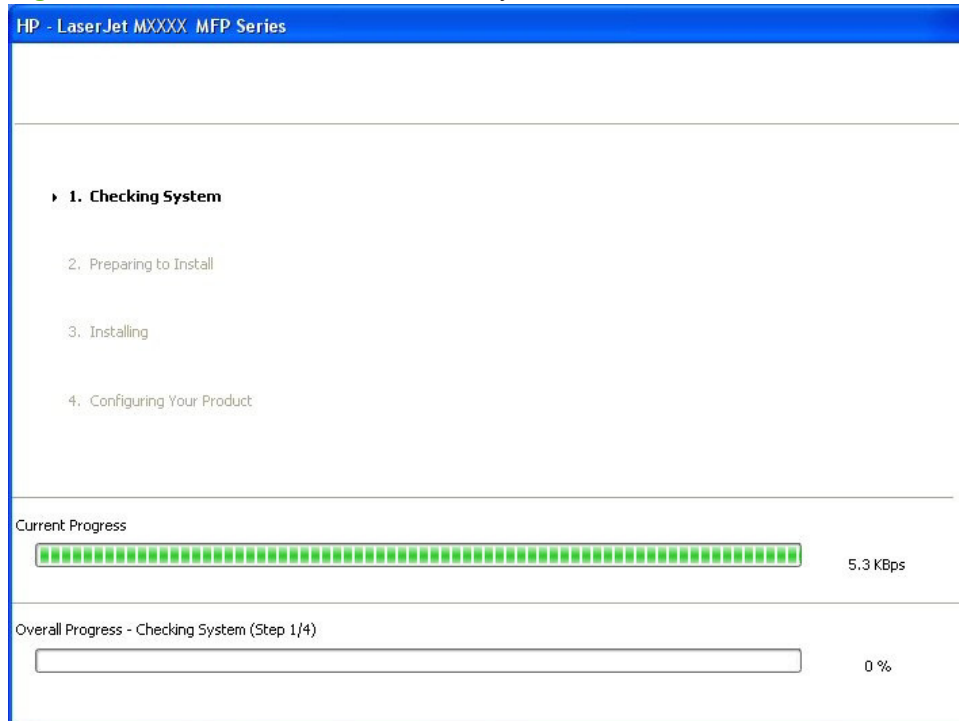 HP - LaserJet MXXXX MFP Series
1. Checking System
2. Preparing to Install
3. Installing
4. Configuring Your Product
Current Progress
5.3 KBps
Overall Progress - Checking System (Step 1/4)
0 %